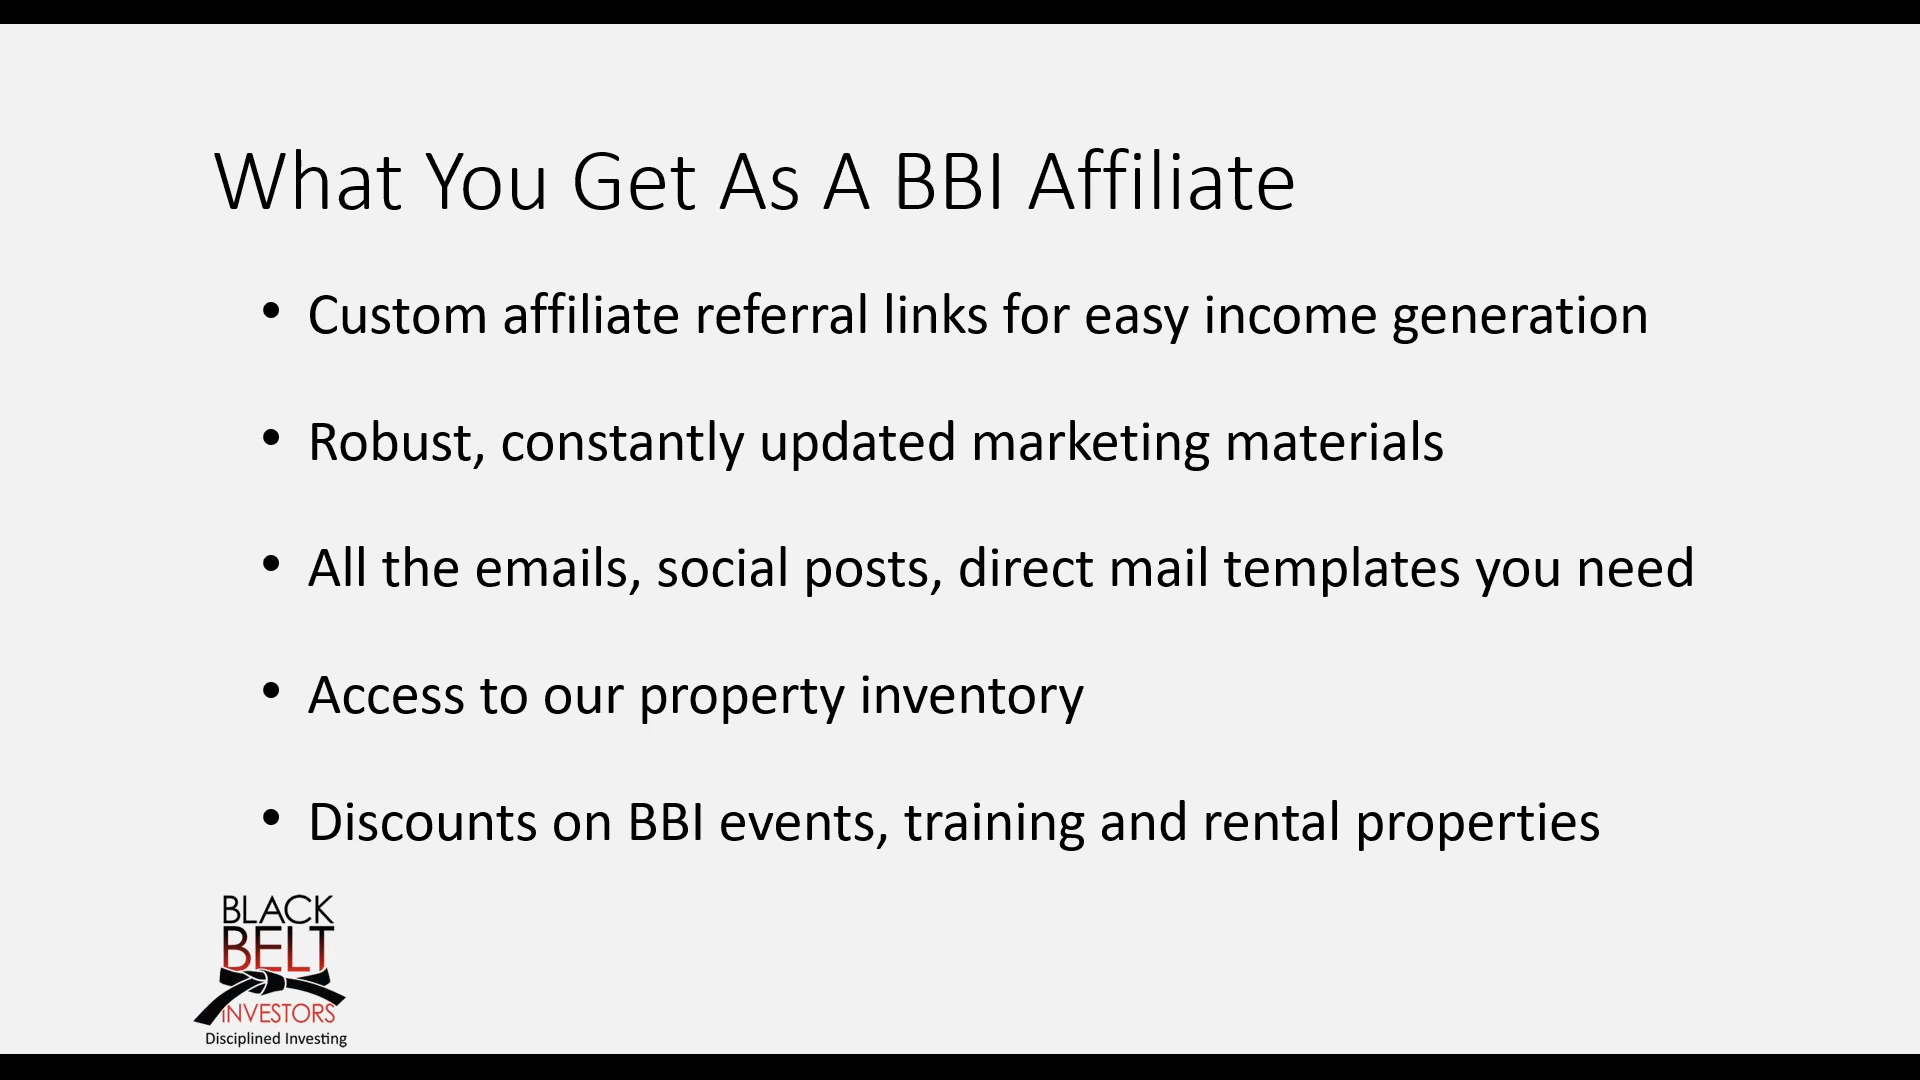 What You Get As A BBI Affiliate
• Custom affiliate referral links for easy income generation
• Robust, constantly updated marketing materials
• All the emails, social posts, direct mail templates you need
• Access to our property inventory
• Discounts on BBI events, training and rental properties
BLACK
BELT
INVESTORS
Disciplined Investing